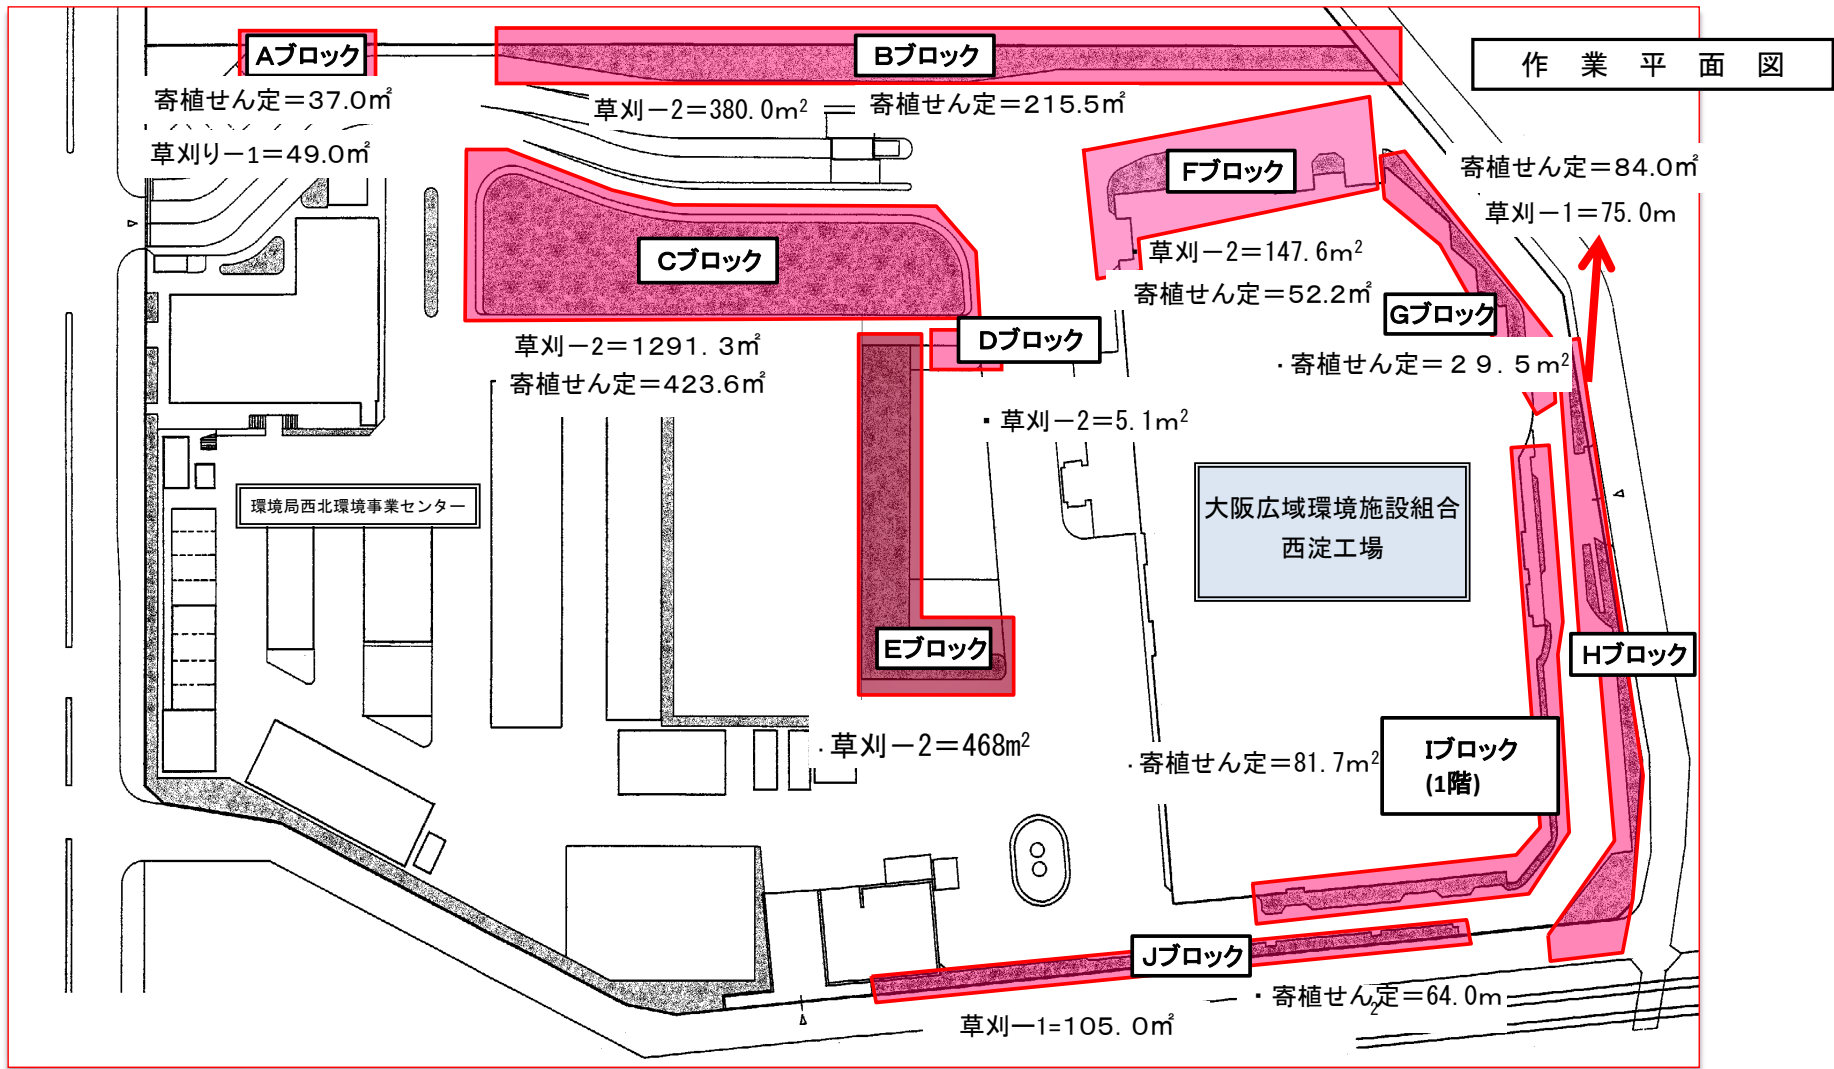 作業平面図
Aブロック
寄植せん定＝37.0㎡
草刈り－1＝49.0㎡
Bブロック
草刈－2＝380.0m²
寄植せん定＝215.5㎡
Cブロック
草刈－2＝1291.3㎡
寄植せん定＝423.6㎡
Dブロック
・草刈－2＝5.1m²
Eブロック
・草刈－2＝468m²
Fブロック
・草刈－2＝147.6m²
寄植せん定＝52.2㎡
Gブロック
・寄植せん定＝29.5m²
寄植せん定＝84.0㎡
草刈－1＝75.0m
Hブロック
Iブロック
(1階)
・寄植せん定＝81.7m²
Jブロック
・寄植せん定＝64.0m
2
草刈ー1=105.0㎡
環境局西北環境事業センター
大阪広域環境施設組合
西淀工場